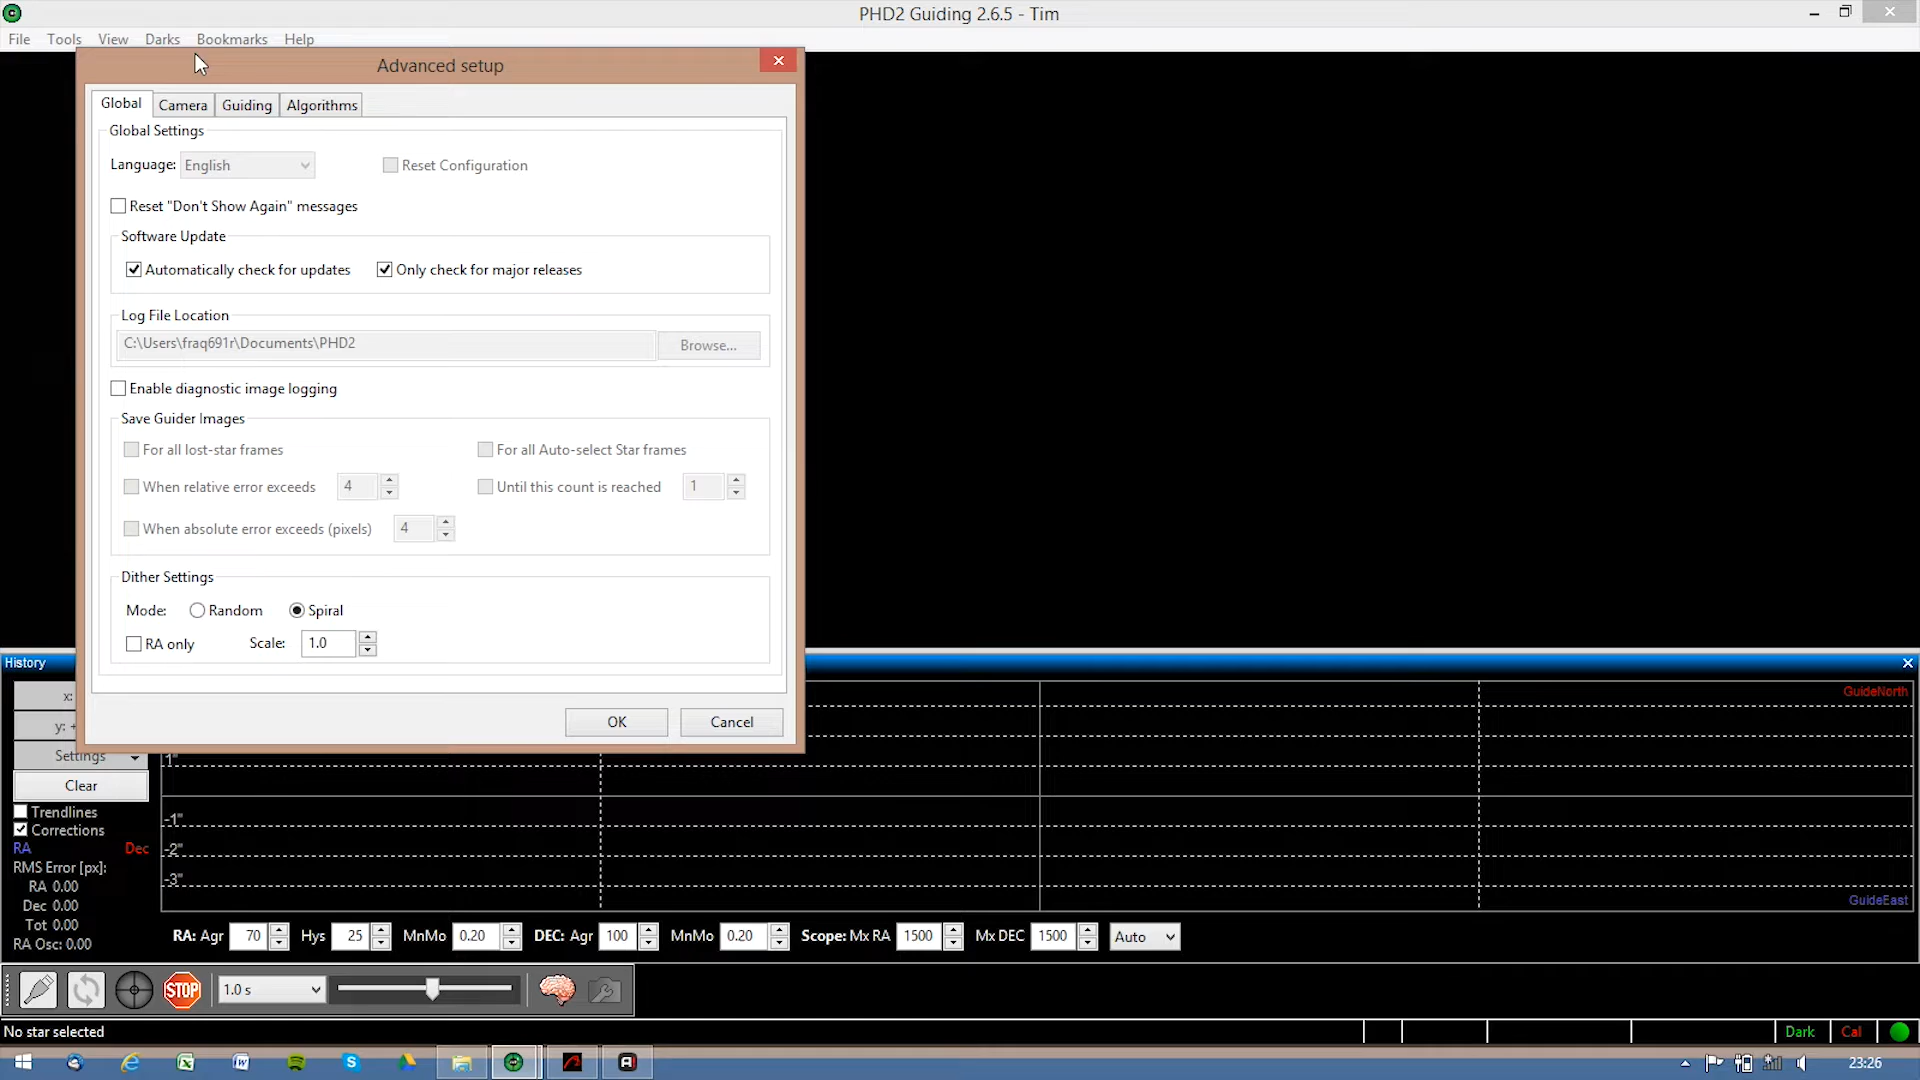 PHD2 Guiding 2.6.5 - Tim
File Tools View Darks Bookmarks Help
Advanced setup
Global Camera Guiding Algorithms
Global Settings
Language: English Reset Configuration
Reset "Don't Show Again" messages
Software Update
Automatically check for updates Only check for major releases
Log File Location
C:\Users\fraq691r\Documents\PHD2 Browse...
Enable diagnostic image logging
Save Guider Images
For all lost-star frames For all Auto-select Star frames
When relative error exceeds 4 Until this count is reached 1
When absolute error exceeds (pixels) 4
Dither Settings
Mode: Random Spiral
RA only Scale: 1.0
OK Cancel
History
x: GuideNorth
y: +
Settings 1"
Clear
Trendlines
Corrections -1"
RA Dec -2"
RMS Error [px]:
RA 0.00 -3"
Dec 0.00 GuideEast
Tot 0.00
RA Osc: 0.00
RA: Agr 70 Hys 25 MnMo 0.20 DEC: Agr 100 MnMo 0.20 Scope: Mx RA 1500 Mx DEC 1500 Auto
STOP 1.0 s
No star selected Dark Cal
23:26